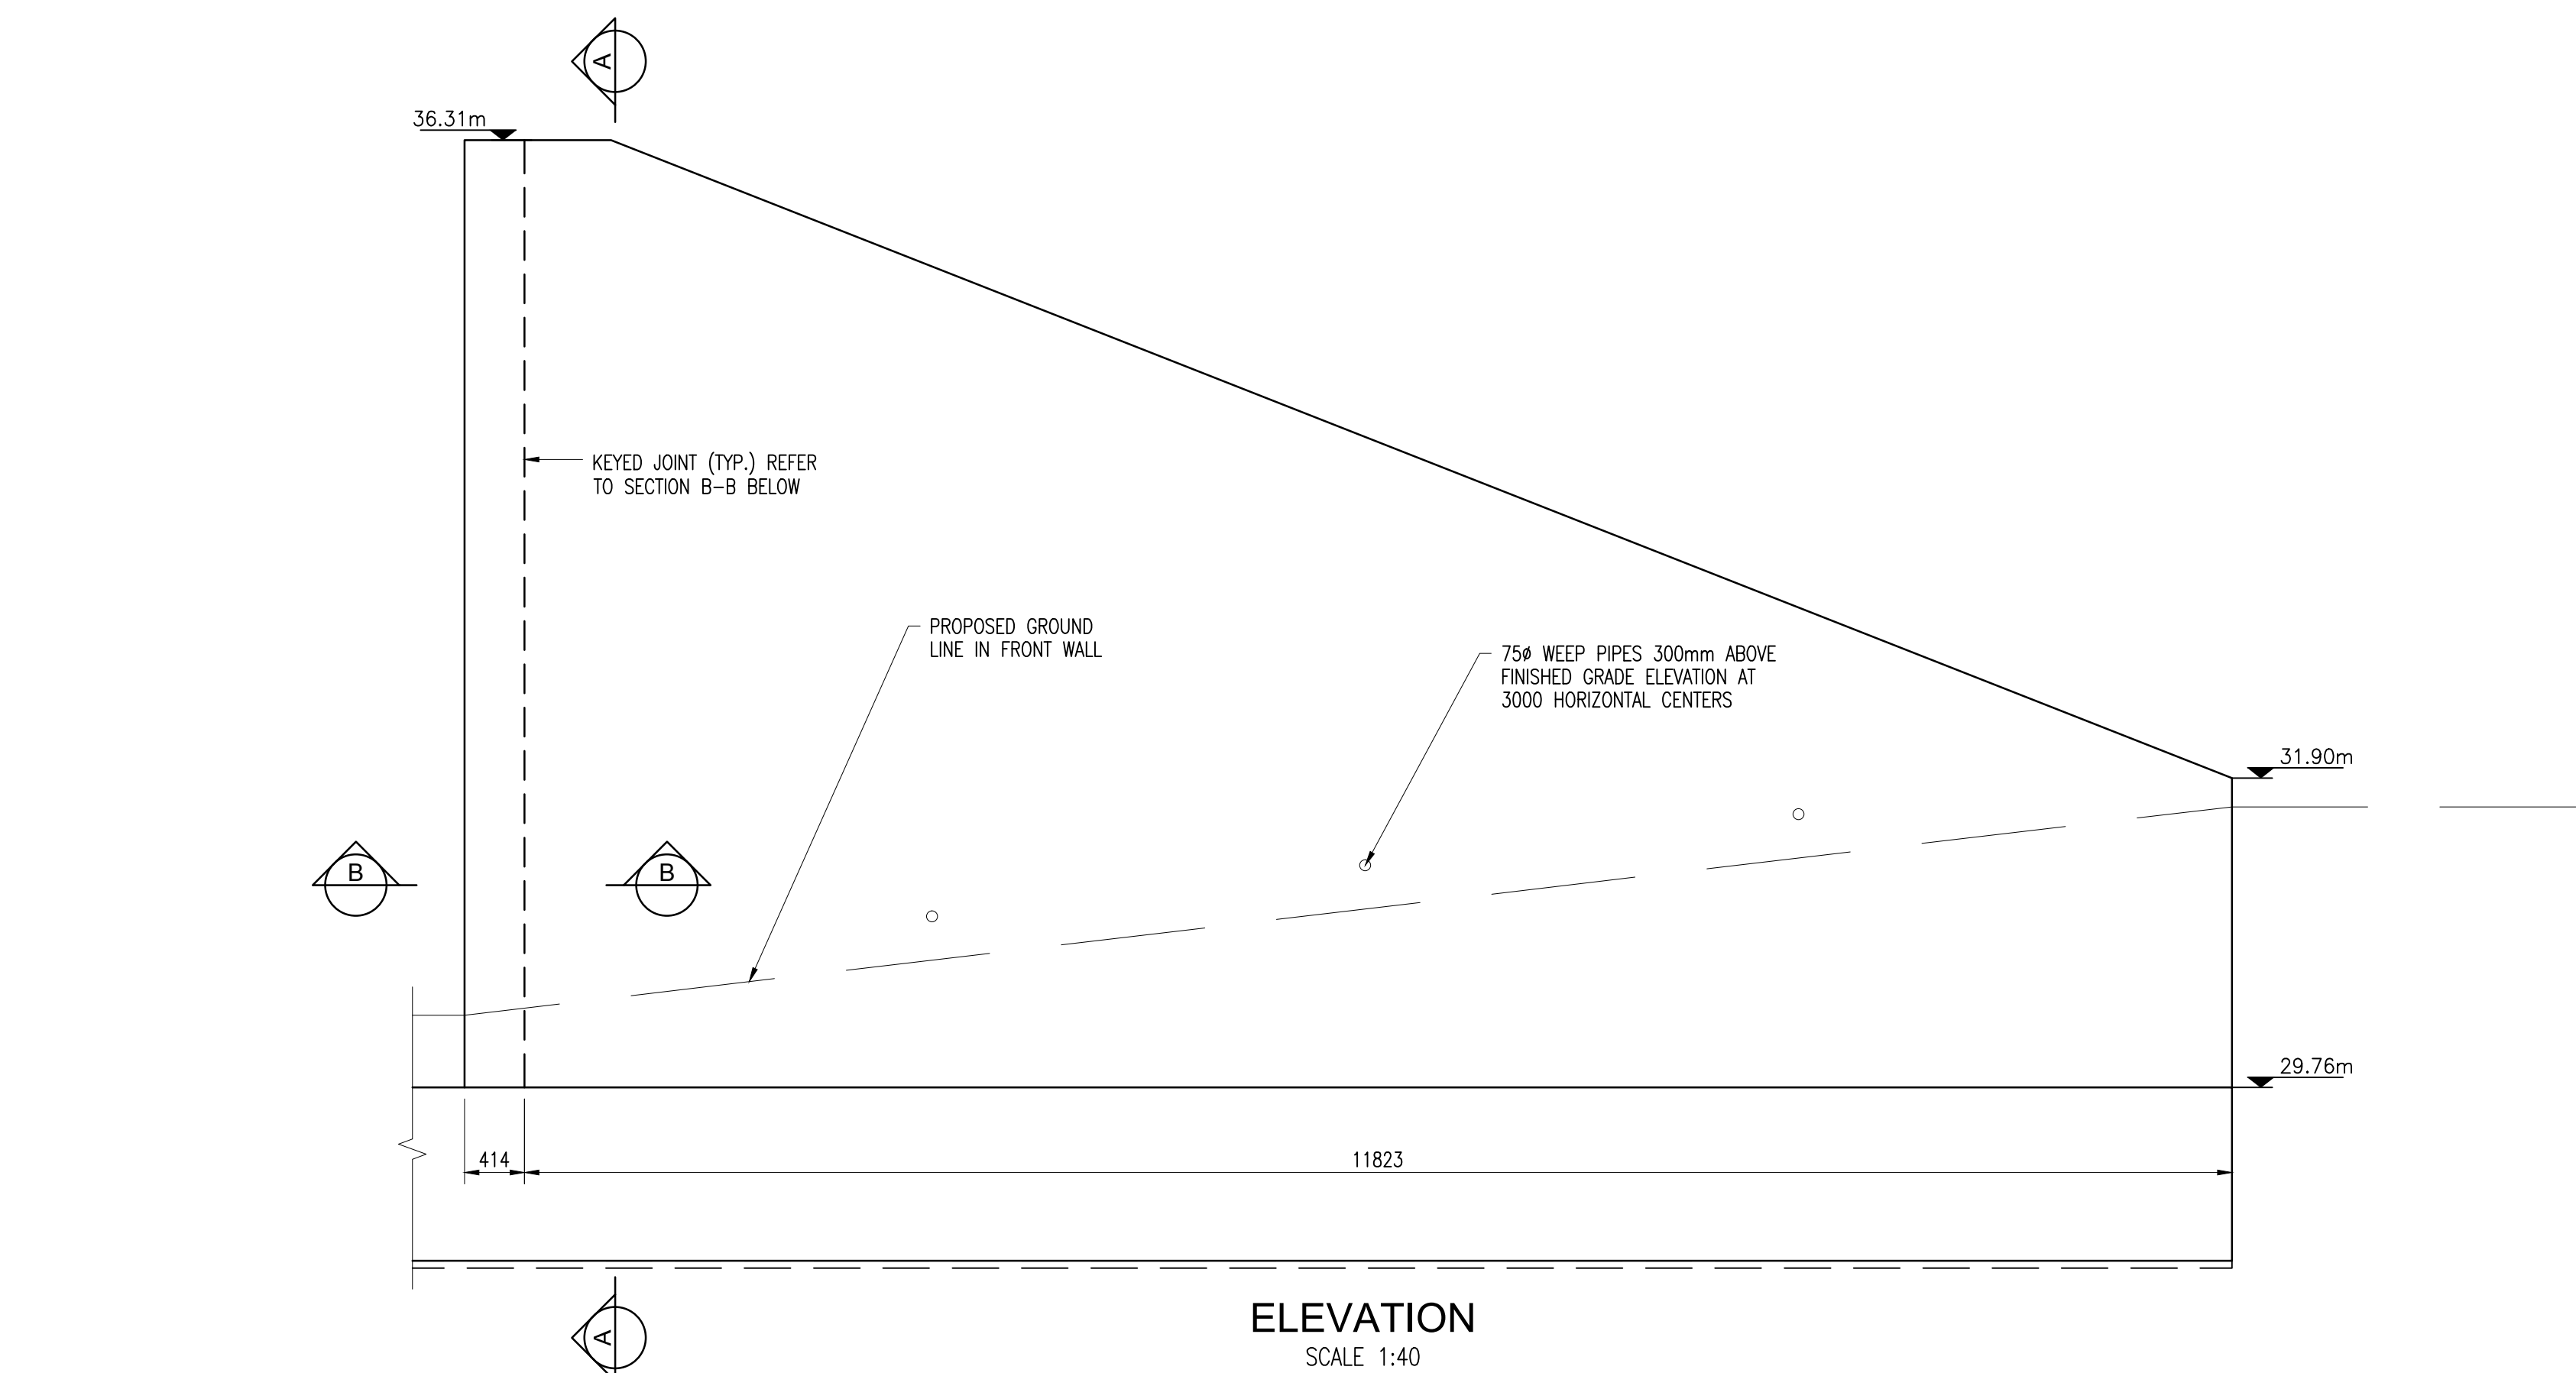 A
36.31m
KEYED JOINT (TYP.) REFER
TO SECTION B-B BELOW
PROPOSED GROUND
LINE IN FRONT WALL
75ø WEEP PIPES 300mm ABOVE
FINISHED GRADE ELEVATION AT
3000 HORIZONTAL CENTERS
31.90m
B
B
29.76m
414
11823
A
ELEVATION
SCALE 1:40